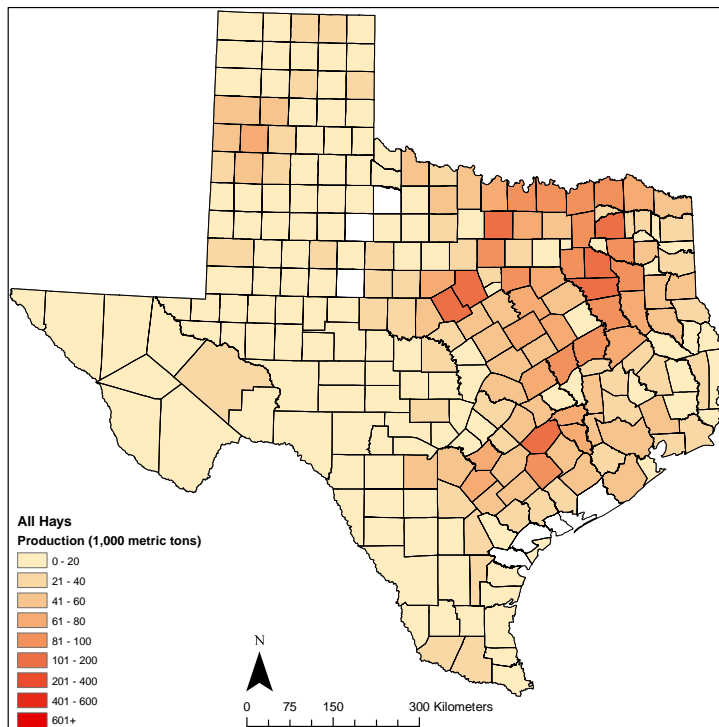 All Hays
Production (1,000 metric tons)
0 - 20
21 - 40
41 - 60
61 - 80
81 - 100
101 - 200
201 - 400
401 - 600
601+
N
0 75 150 300 Kilometers